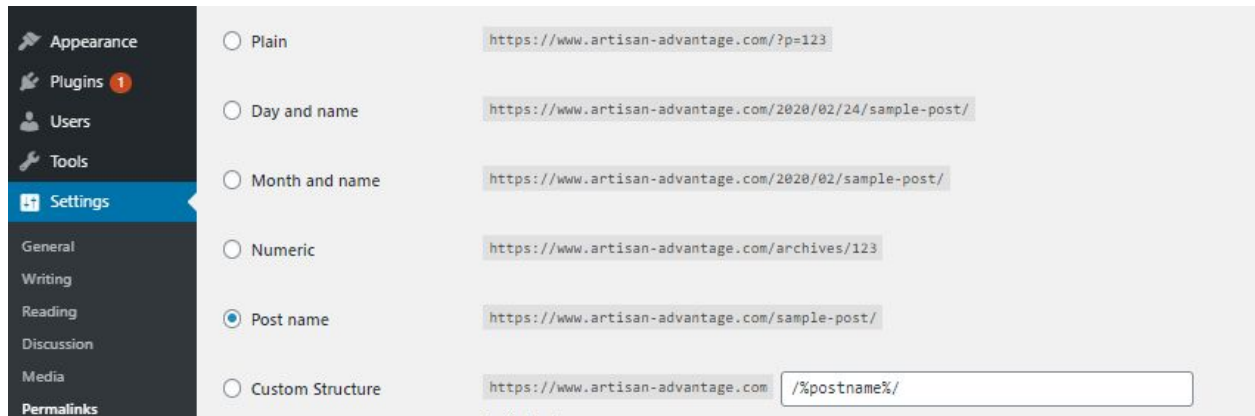 Appearance
Plugins 1
Users
Tools
Settings
General
Writing
Reading
Discussion
Media
Permalinks
Plain https://www.artisan-advantage.com/?p=123
Day and name https://www.artisan-advantage.com/2020/02/24/sample-post/
Month and name https://www.artisan-advantage.com/2020/02/sample-post/
Numeric https://www.artisan-advantage.com/archives/123
Post name https://www.artisan-advantage.com/sample-post/
Custom Structure https://www.artisan-advantage.com /%postname%/